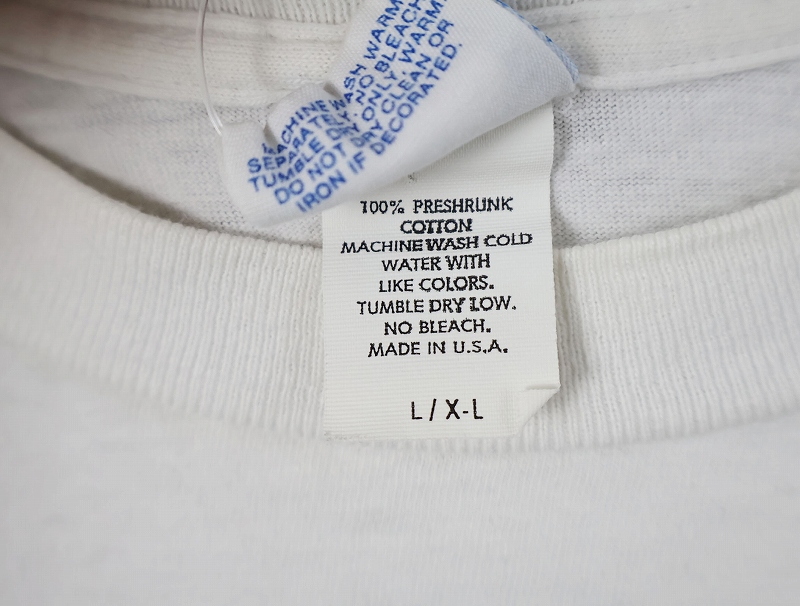 MACHINE WASH WARM,
SEPARATELY. NO BLEACH.
TUMBLE DRY ONLY. WARM.
DO NOT DRY CLEAN OR
IRON IF DECORATED.
100% PRESHRUNK
COTTON
MACHINE WASH COLD
WATER WITH
LIKE COLORS.
TUMBLE DRY LOW.
NO BLEACH.
MADE IN U.S.A.
L / X-L